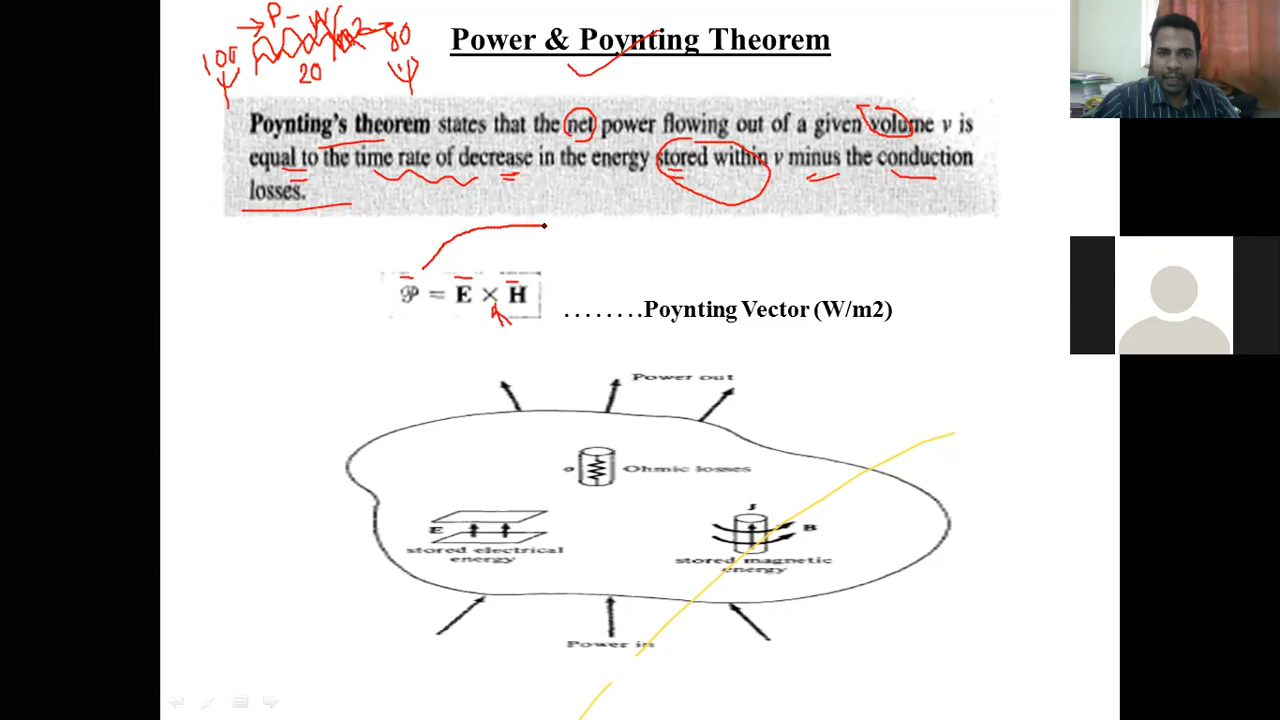 P - W/m2
100
80
20
Power & Poynting Theorem
Poynting's theorem states that the net power flowing out of a given volume v is
equal to the time rate of decrease in the energy stored within v minus the conduction
losses.
𝒫 = E × H
. . . . . . . . Poynting Vector (W/m2)
Power out
σ
Ohmic losses
E
stored electrical
energy
J
B
stored magnetic
energy
Power in